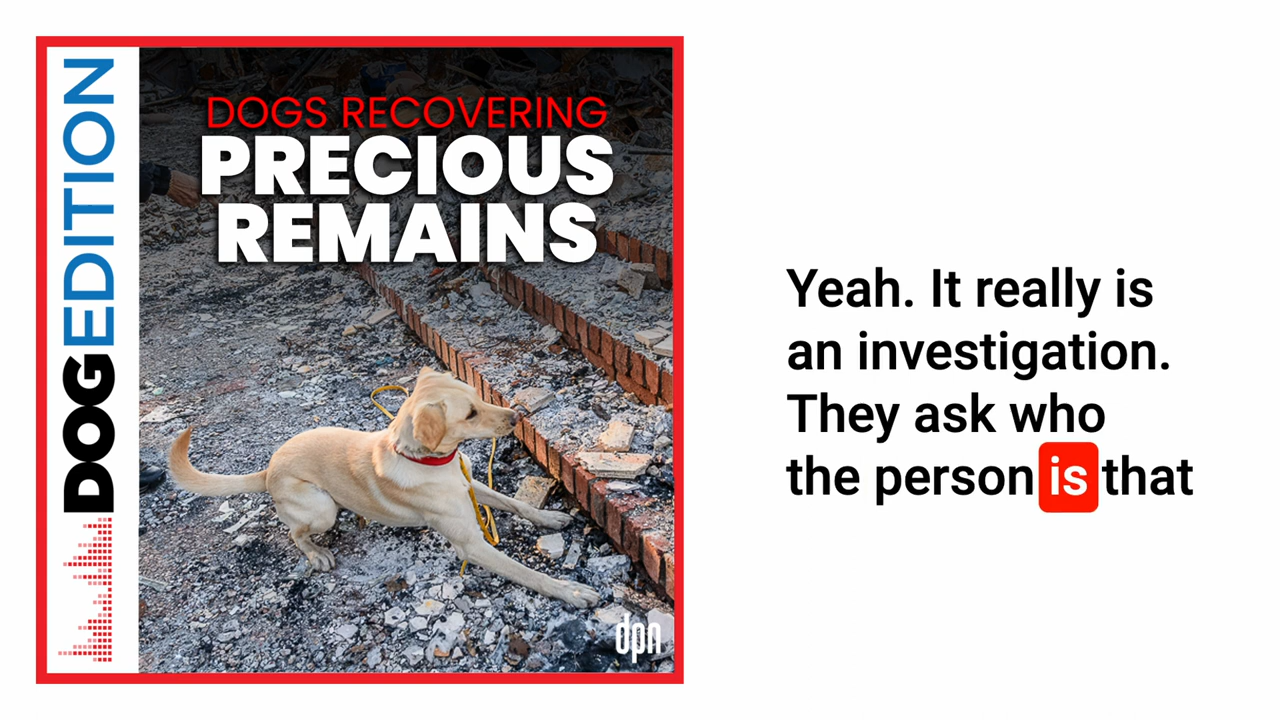 DOGEDITION
DOGS RECOVERING
PRECIOUS
REMAINS
dpn
Yeah. It really is
an investigation.
They ask who
the person is that